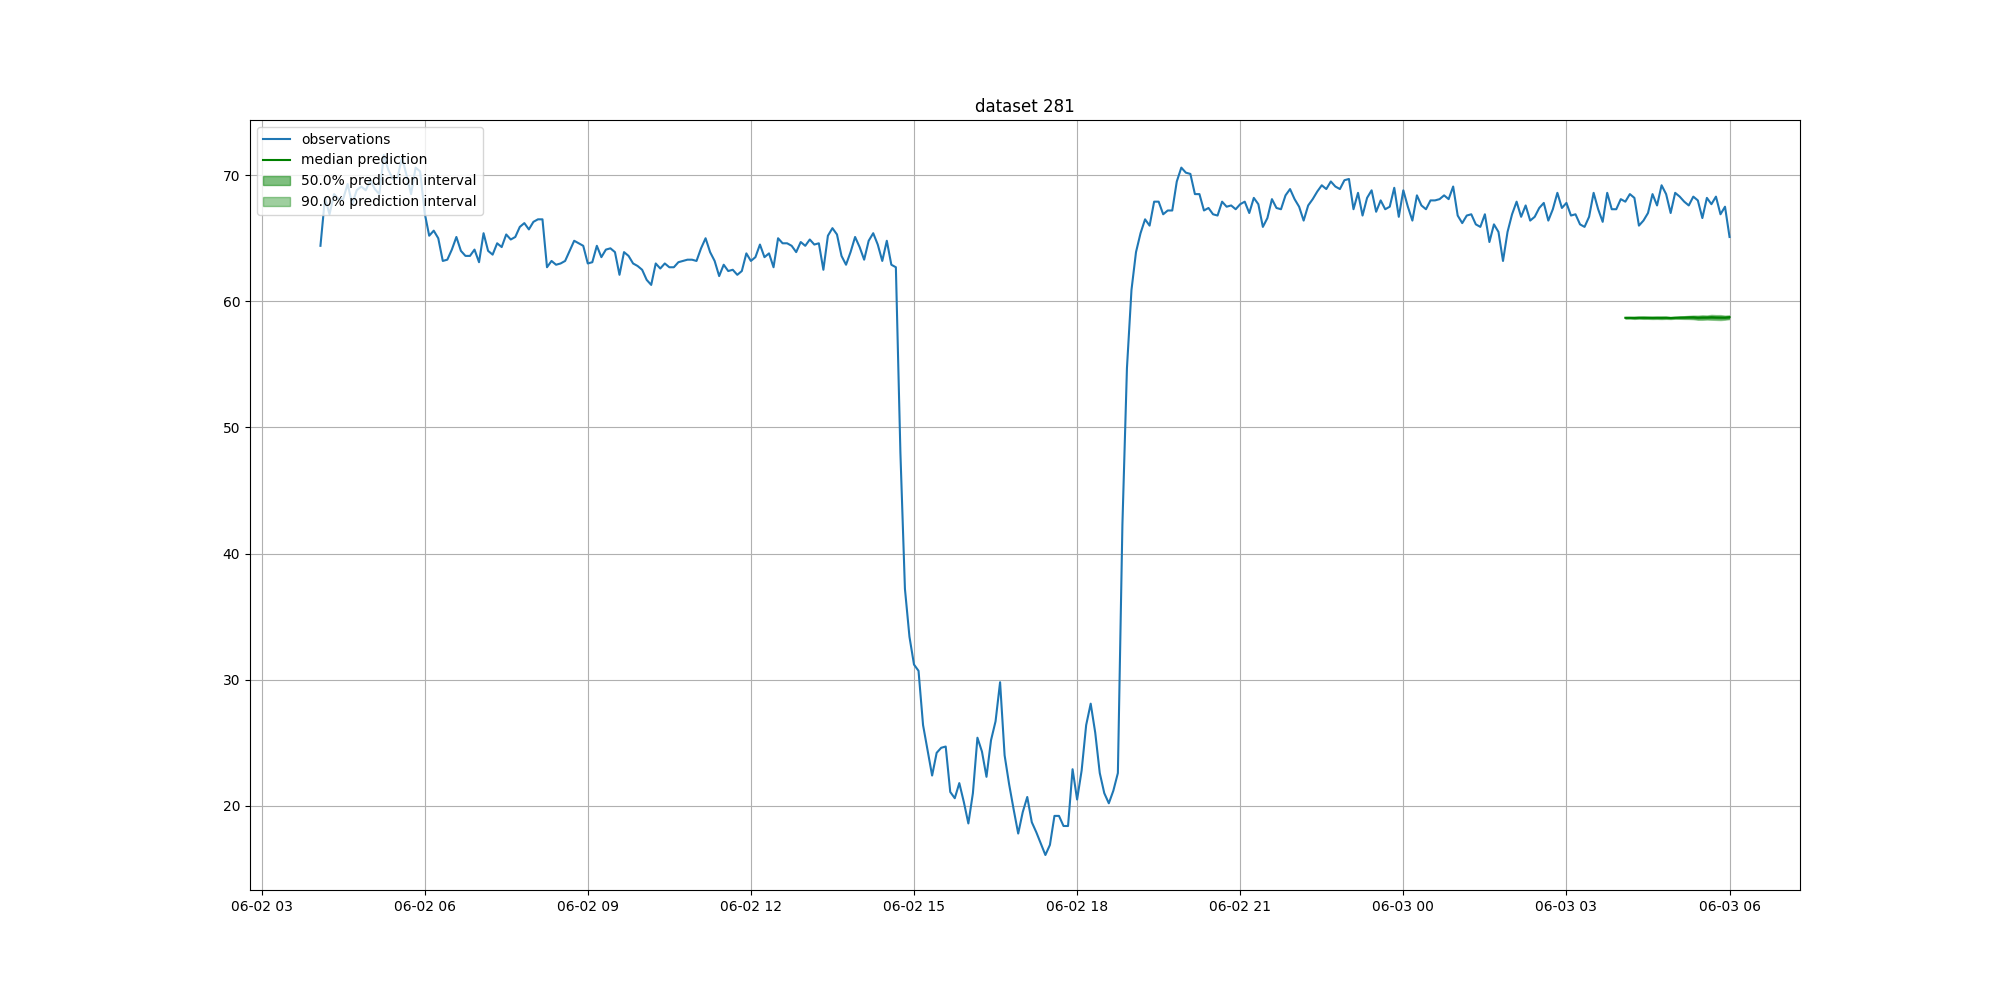 dataset 281
observations
median prediction
50.0% prediction interval
90.0% prediction interval
70
60
50
40
30
20
06-02 03 06-02 06 06-02 09 06-02 12 06-02 15 06-02 18 06-02 21 06-03 00 06-03 03 06-03 06